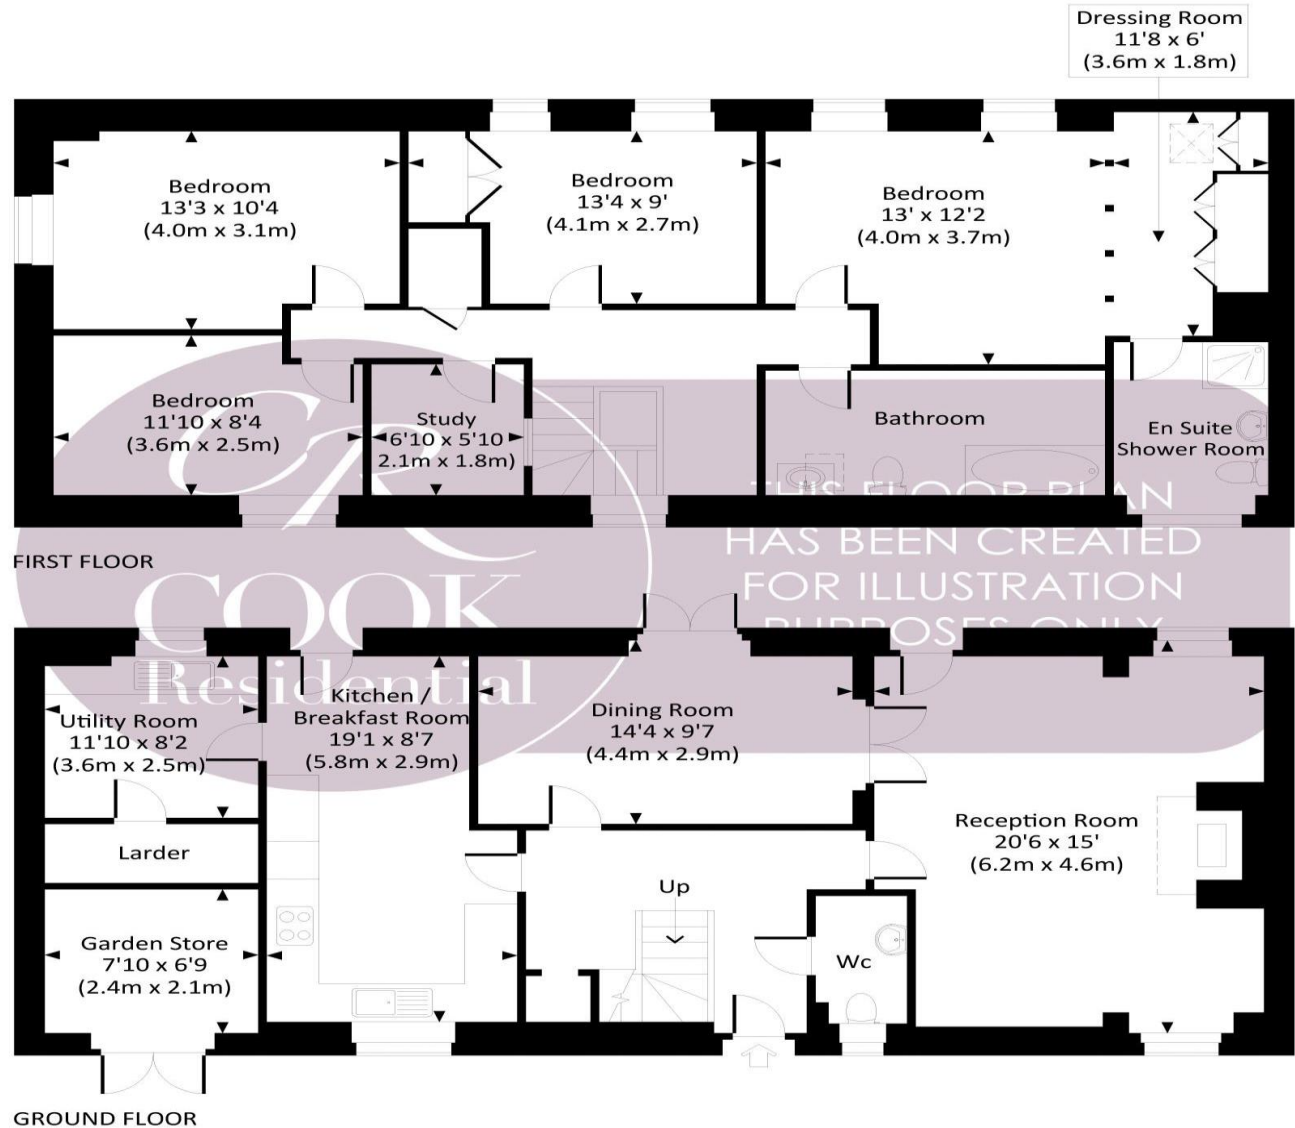 Dressing Room
11'8 x 6'
(3.6m x 1.8m)
Bedroom
13'3 x 10'4
(4.0m x 3.1m)
Bedroom
13'4 x 9'
(4.1m x 2.7m)
Bedroom
13' x 12'2
(4.0m x 3.7m)
Bedroom
11'10 x 8'4
(3.6m x 2.5m)
Study
6'10 x 5'10
2.1m x 1.8m)
Bathroom
En Suite
Shower Room
CR
COOK
Residential
THIS FLOOR PLAN
HAS BEEN CREATED
FOR ILLUSTRATION
PURPOSES ONLY
FIRST FLOOR
Utility Room
11'10 x 8'2
(3.6m x 2.5m)
Kitchen /
Breakfast Room
19'1 x 8'7
(5.8m x 2.9m)
Dining Room
14'4 x 9'7
(4.4m x 2.9m)
Reception Room
20'6 x 15'
(6.2m x 4.6m)
Larder
Up
Garden Store
7'10 x 6'9
(2.4m x 2.1m)
Wc
GROUND FLOOR